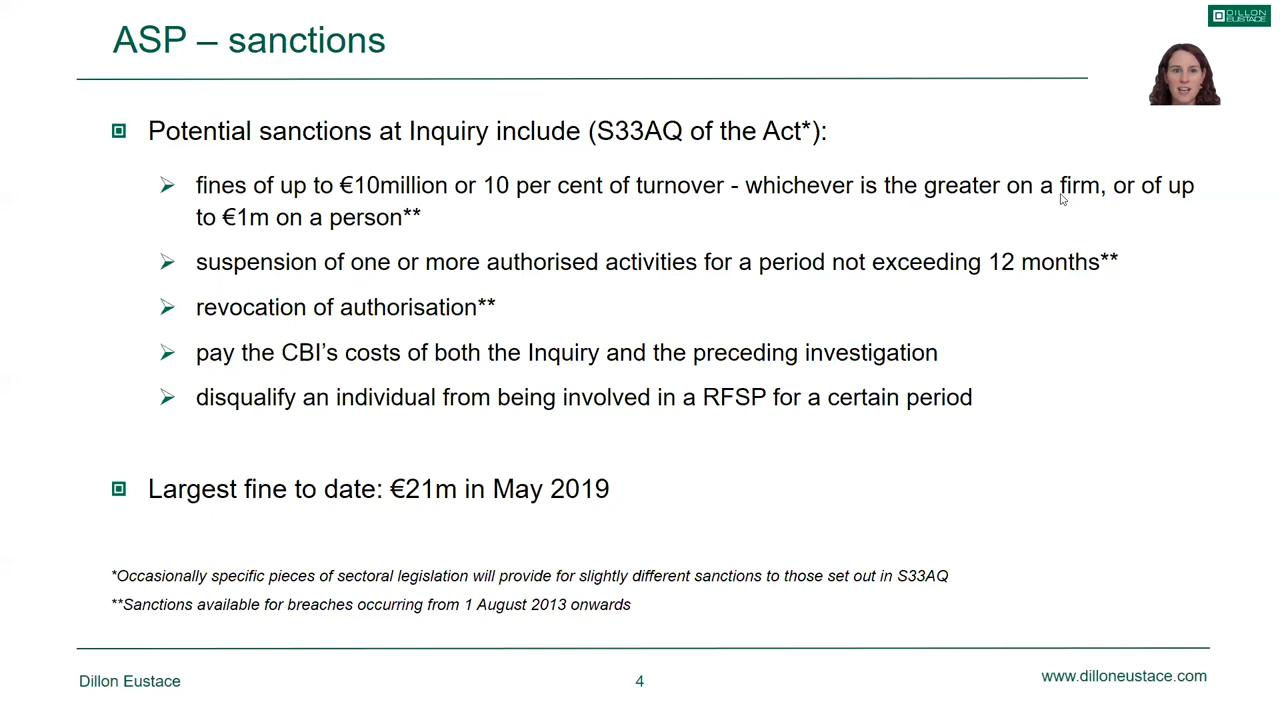 DILLON
EUSTACE
ASP – sanctions
Potential sanctions at Inquiry include (S33AQ of the Act*):
fines of up to €10million or 10 per cent of turnover - whichever is the greater on a firm, or of up
to €1m on a person**
suspension of one or more authorised activities for a period not exceeding 12 months**
revocation of authorisation**
pay the CBI’s costs of both the Inquiry and the preceding investigation
disqualify an individual from being involved in a RFSP for a certain period
Largest fine to date: €21m in May 2019
*Occasionally specific pieces of sectoral legislation will provide for slightly different sanctions to those set out in S33AQ
**Sanctions available for breaches occurring from 1 August 2013 onwards
Dillon Eustace
4
www.dilloneustace.com